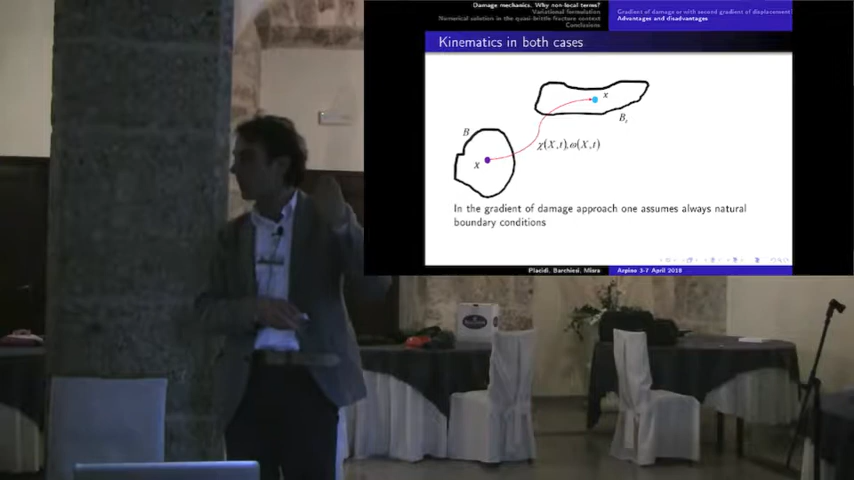 Damage mechanics. Why non-local terms?
Variational formulation
Numerical solution in the quasi-brittle fracture context
Conclusions
Gradient of damage or with second gradient of displacement
Advantages and disadvantages
Kinematics in both cases
x
B
Bₜ
χ(X,t),ω(X,t)
X
In the gradient of damage approach one assumes always natural
boundary conditions
Placidi, Barchiesi, Misra
Arpino 3-7 April 2018